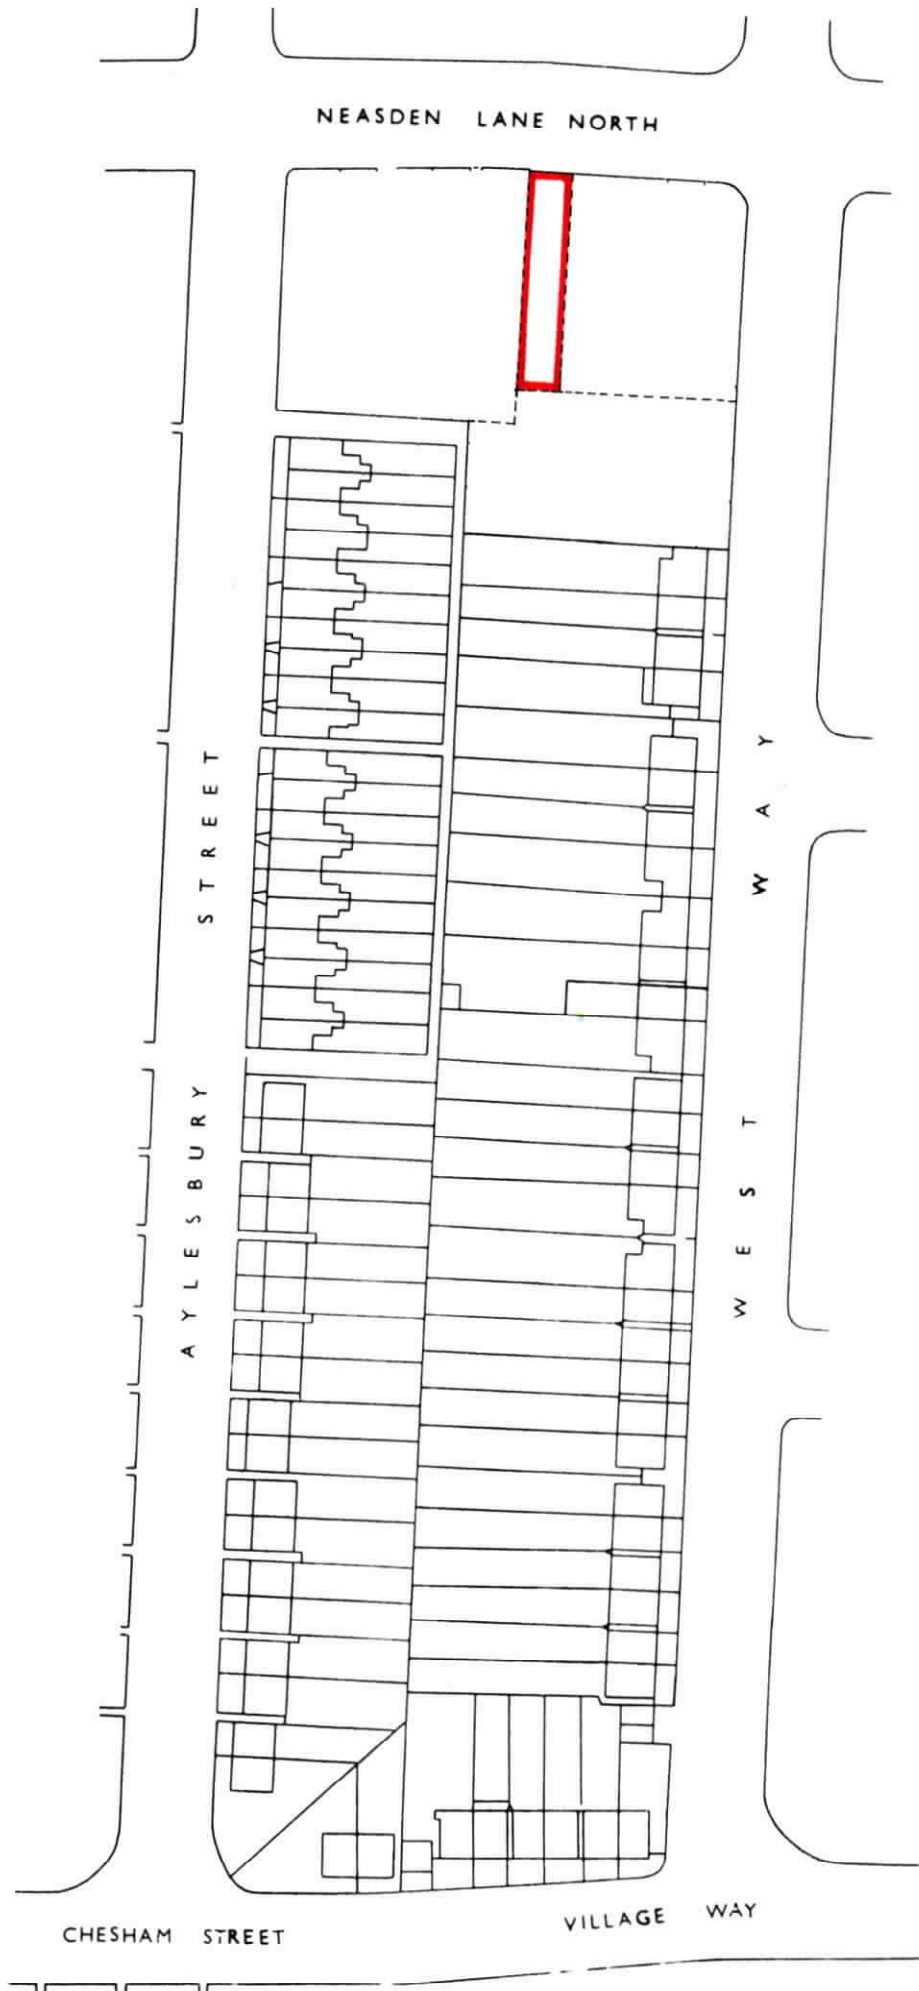 NEASDEN LANE NORTH
AYLESBURY STREET
WEST WAY
CHESHAM STREET
VILLAGE WAY